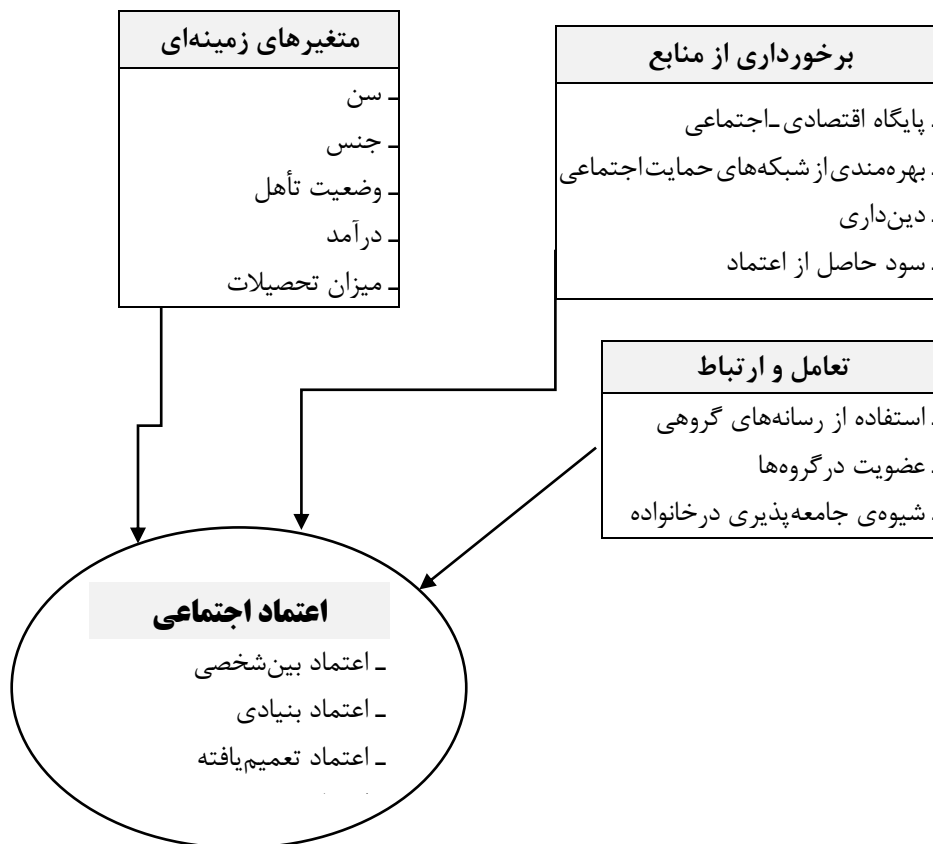 متغیرهای زمینه‌ای
ـ سن
ـ جنس
ـ وضعیت تأهل
ـ درآمد
ـ میزان تحصیلات
برخورداری از منابع
ـ پایگاه اقتصادی ـ اجتماعی
ـ بهره‌مندی از شبکه‌های حمایت اجتماعی
ـ دین‌داری
ـ سود حاصل از اعتماد
تعامل و ارتباط
ـ استفاده از رسانه‌های گروهی
ـ عضویت در گروه‌ها
ـ شیوه‌ی جامعه‌پذیری در خانواده
اعتماد اجتماعی
ـ اعتماد بین‌شخصی
ـ اعتماد بنیادی
ـ اعتماد تعمیم‌یافته